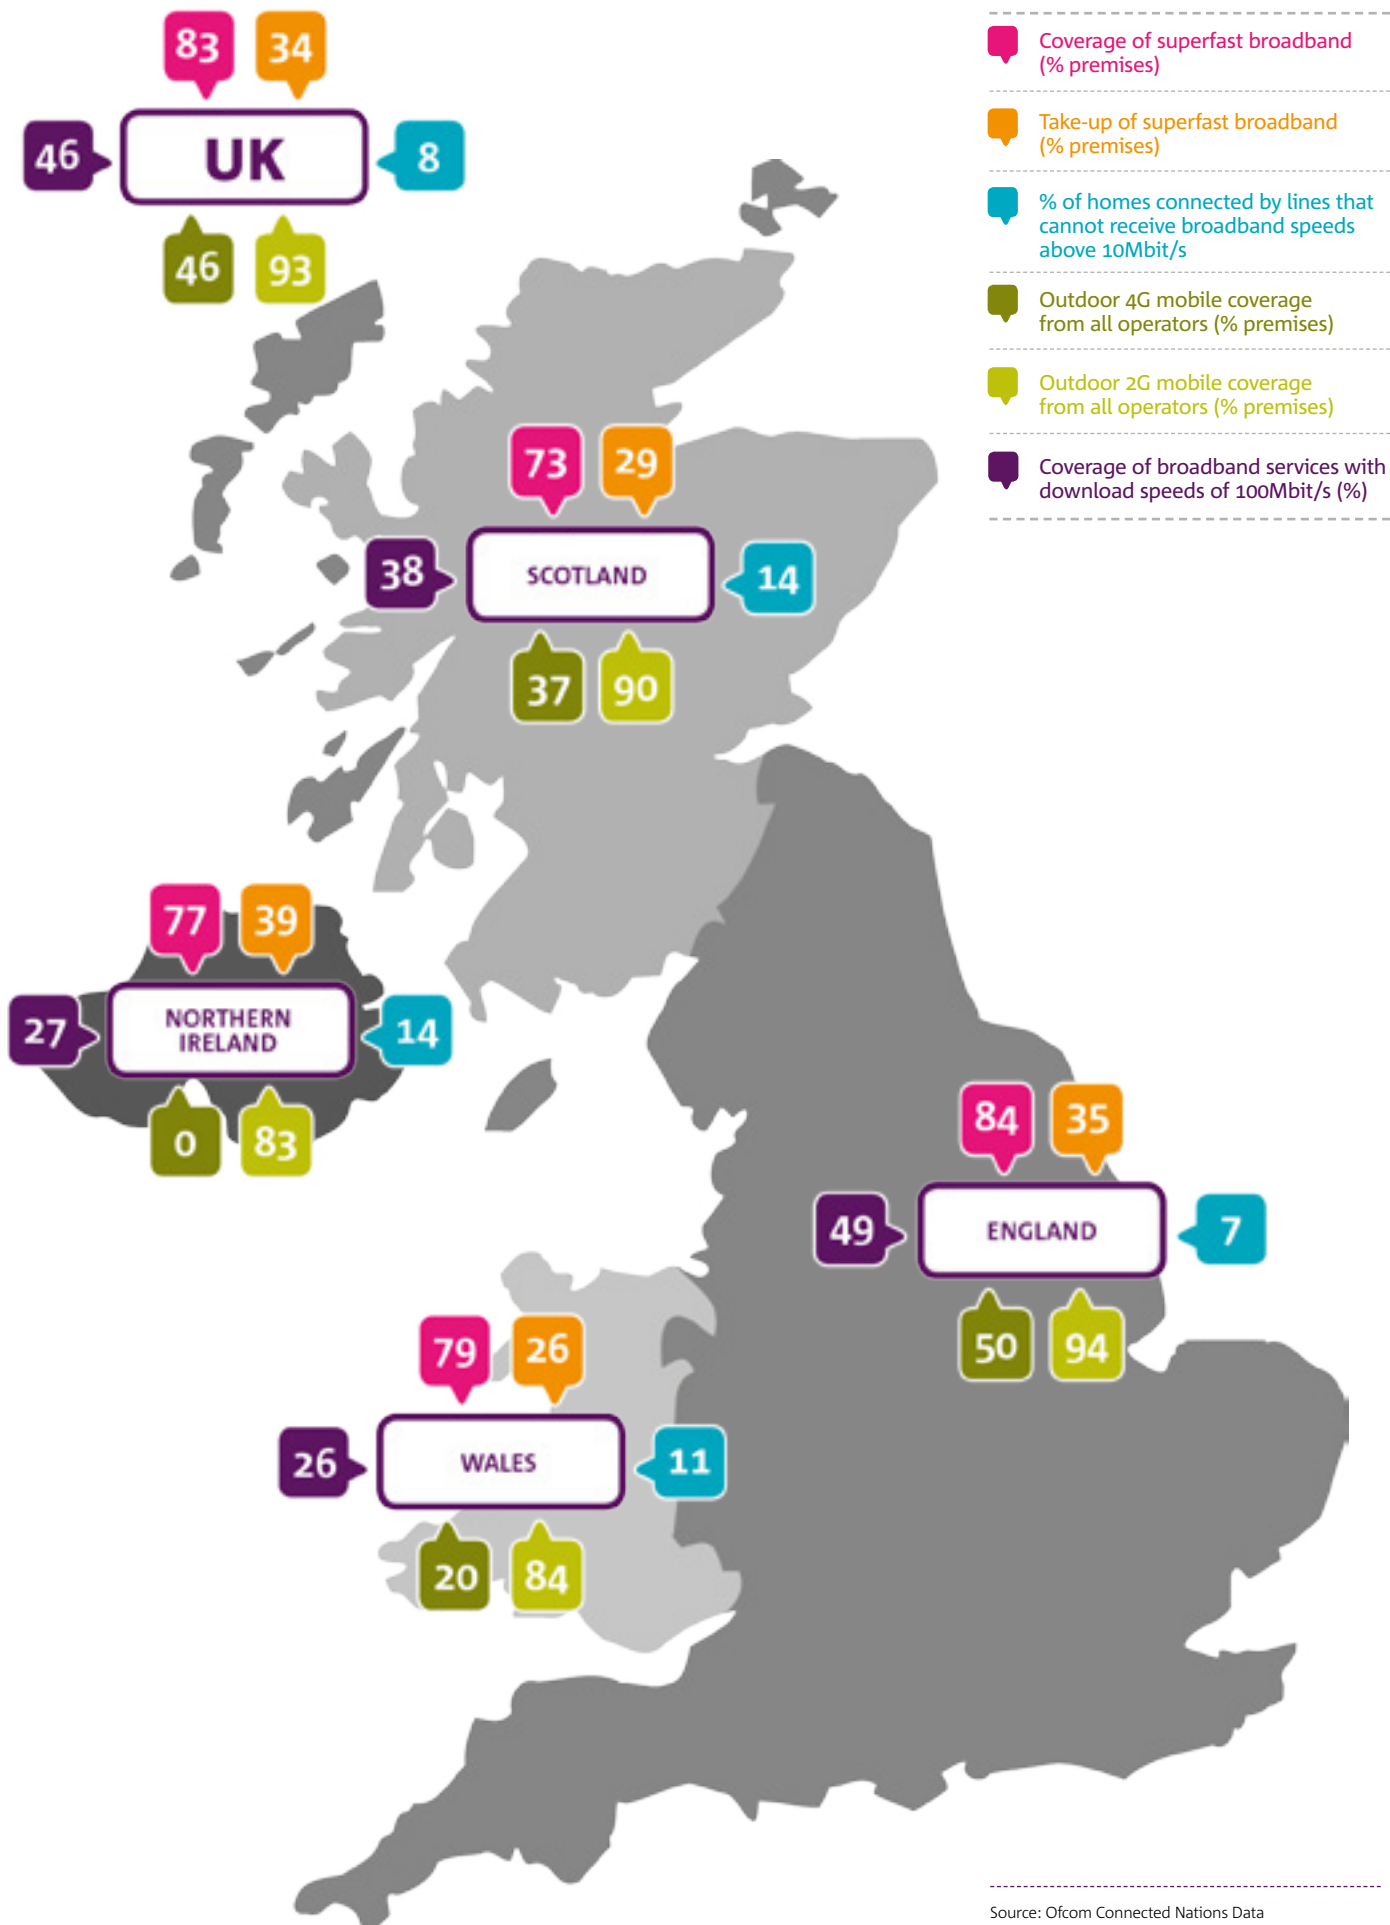 83 34
46 UK 8
46 93
Coverage of superfast broadband
(% premises)
Take-up of superfast broadband
(% premises)
% of homes connected by lines that
cannot receive broadband speeds
above 10Mbit/s
Outdoor 4G mobile coverage
from all operators (% premises)
Outdoor 2G mobile coverage
from all operators (% premises)
Coverage of broadband services with
download speeds of 100Mbit/s (%)
73 29
38 SCOTLAND 14
37 90
77 39
27 NORTHERN
IRELAND 14
0 83
84 35
49 ENGLAND 7
50 94
79 26
26 WALES 11
20 84
Source: Ofcom Connected Nations Data